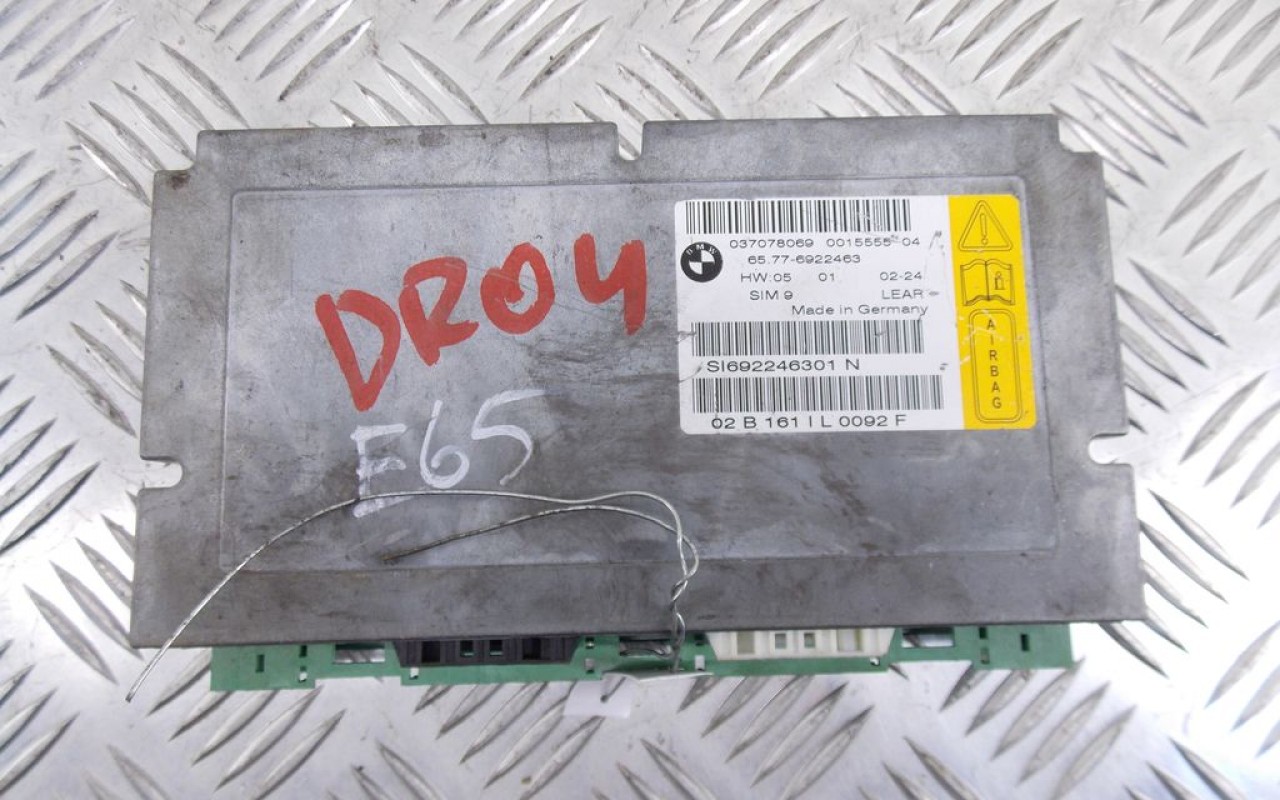 DR04
E65
BMW
037078069 0015555 04
65.77-6922463
HW:05 01 02-24
SIM 9 LEAR
Made in Germany
SI692246301 N
02 B 161 I L 0092 F
AIRBAG